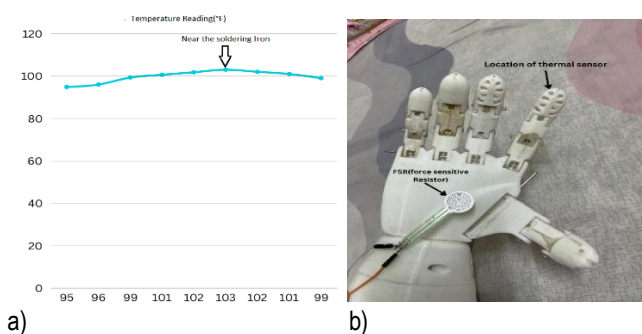 Temperature Reading(°F)
Near the soldering Iron
120
100
80
60
40
20
0
95 96 99 101 102 103 102 101 99
a)
Location of thermal sensor
FSR(force sensitive
Resistor)
b)